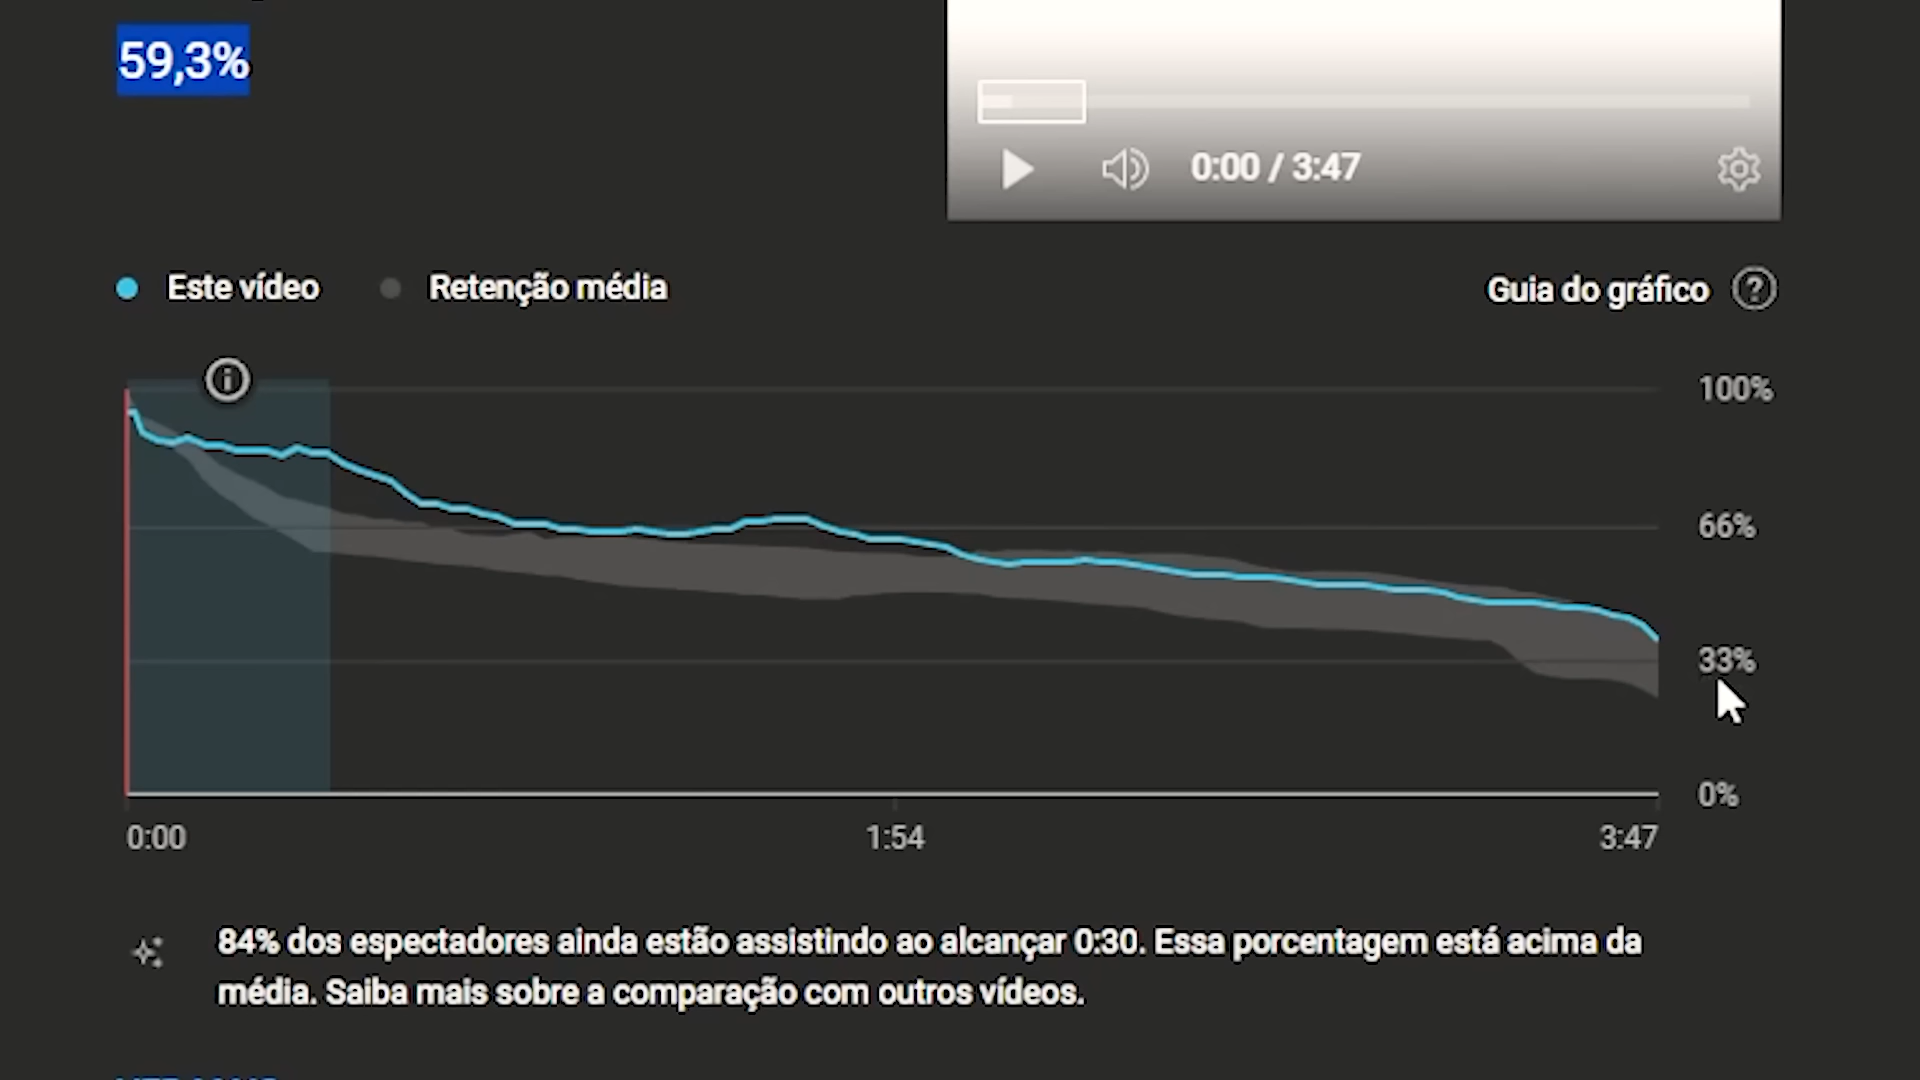 59,3%
0:00 / 3:47
Este vídeo
Retenção média
Guia do gráfico
100%
66%
33%
0%
0:00
1:54
3:47
84% dos espectadores ainda estão assistindo ao alcançar 0:30. Essa porcentagem está acima da
média. Saiba mais sobre a comparação com outros vídeos.